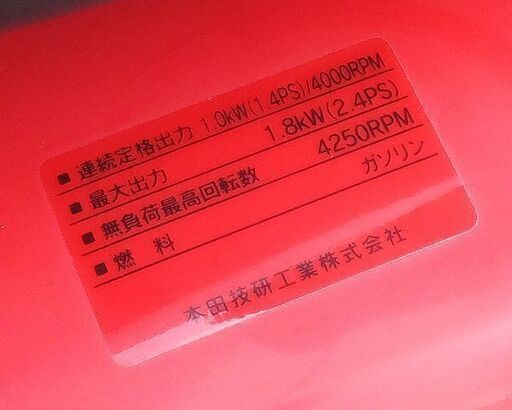 ■ 連続定格出力 1.0kW(1.4PS)/4000RPM
■ 最大出力 1.8kW(2.4PS)
■ 無負荷最高回転数 4250RPM
■ 燃 料 ガソリン
本田技研工業株式会社